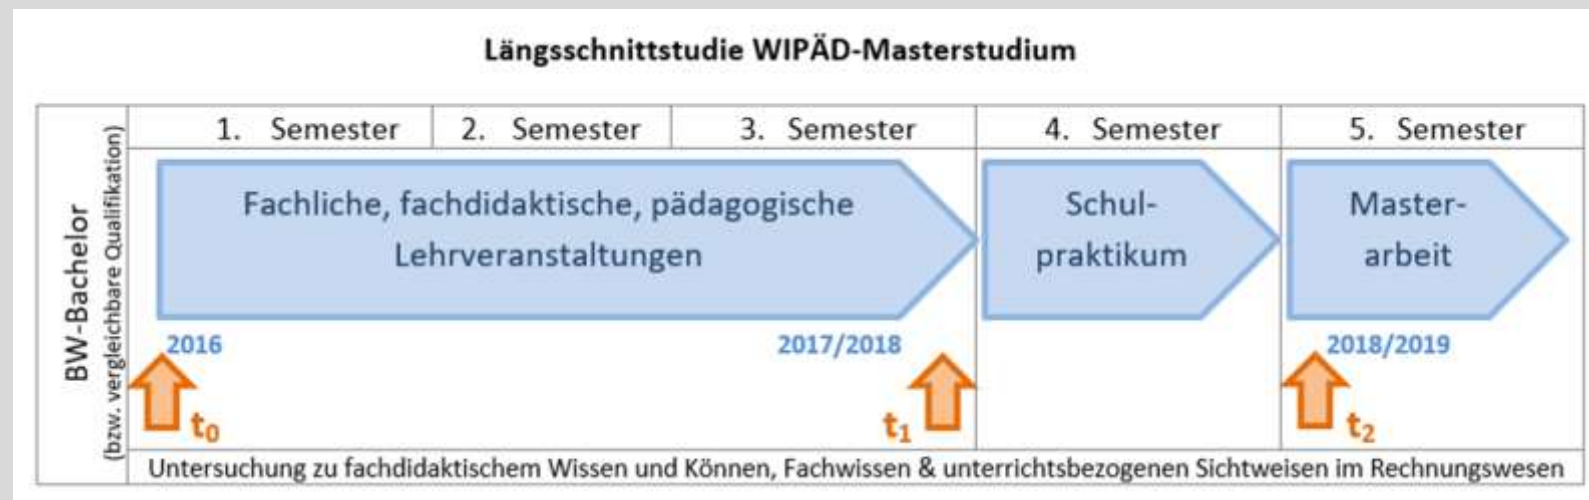 Längsschnittstudie WIPÄD-Masterstudium
BW-Bachelor
(bzw. vergleichbare Qualifikation)
1. Semester
2. Semester
3. Semester
4. Semester
5. Semester
Fachliche, fachdidaktische, pädagogische
Lehrveranstaltungen
Schul-
praktikum
Master-
arbeit
2016
2017/2018
2018/2019
t₀
t₁
t₂
Untersuchung zu fachdidaktischem Wissen und Können, Fachwissen & unterrichtsbezogenen Sichtweisen im Rechnungswesen